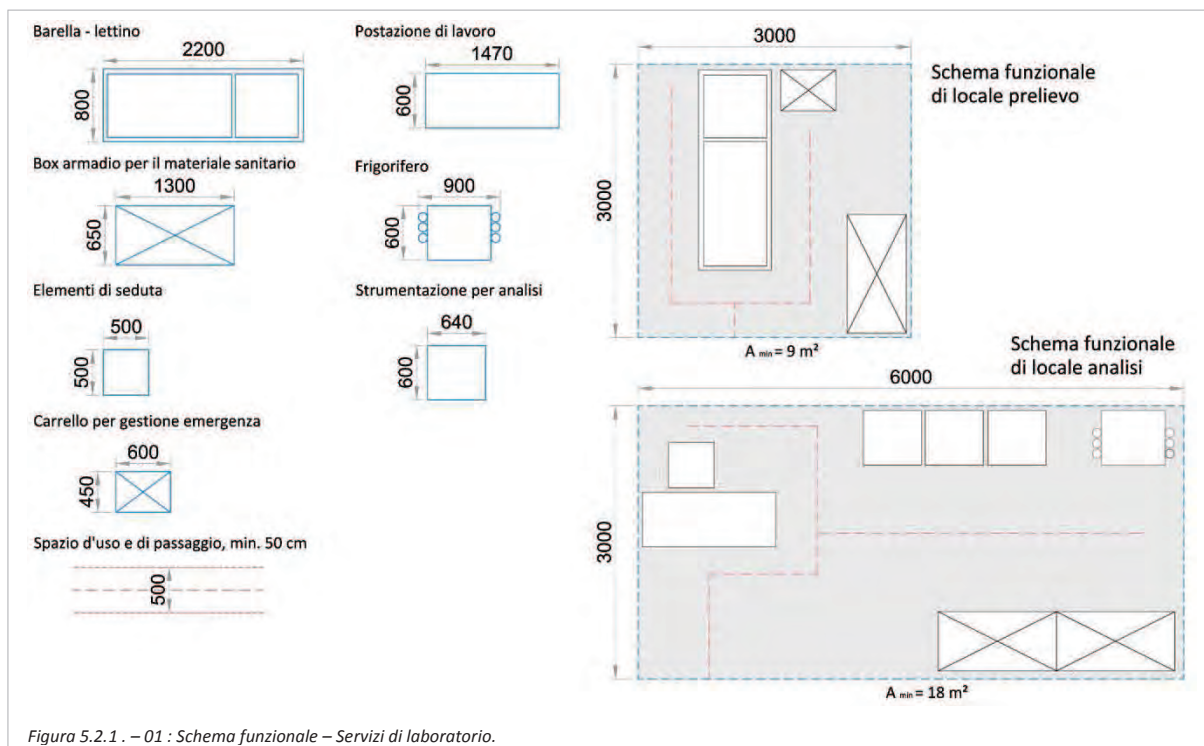 Barella - lettino
2200
800
Box armadio per il materiale sanitario
1300
650
Elementi di seduta
500
500
Carrello per gestione emergenza
600
450
Spazio d'uso e di passaggio, min. 50 cm
500
Postazione di lavoro
1470
600
Frigorifero
900
600
Strumentazione per analisi
640
600
3000
3000
Schema funzionale
di locale prelievo
A min = 9 m²
Schema funzionale
di locale analisi
6000
3000
A min = 18 m²
Figura 5.2.1 . – 01 : Schema funzionale – Servizi di laboratorio.